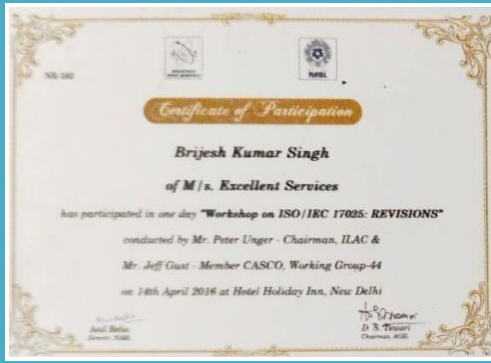 NR-180
NABL
Certificate of Participation
Brijesh Kumar Singh
of M/s. Excellent Services
has participated in one day "Workshop on ISO/IEC 17025: REVISIONS"
conducted by Mr. Peter Unger - Chairman, ILAC &
Mr. Jeff Gust - Member CASCO, Working Group-44
on 14th April 2016 at Hotel Holiday Inn, New Delhi
Anil Relia
D. S. Tewari
Chairman,